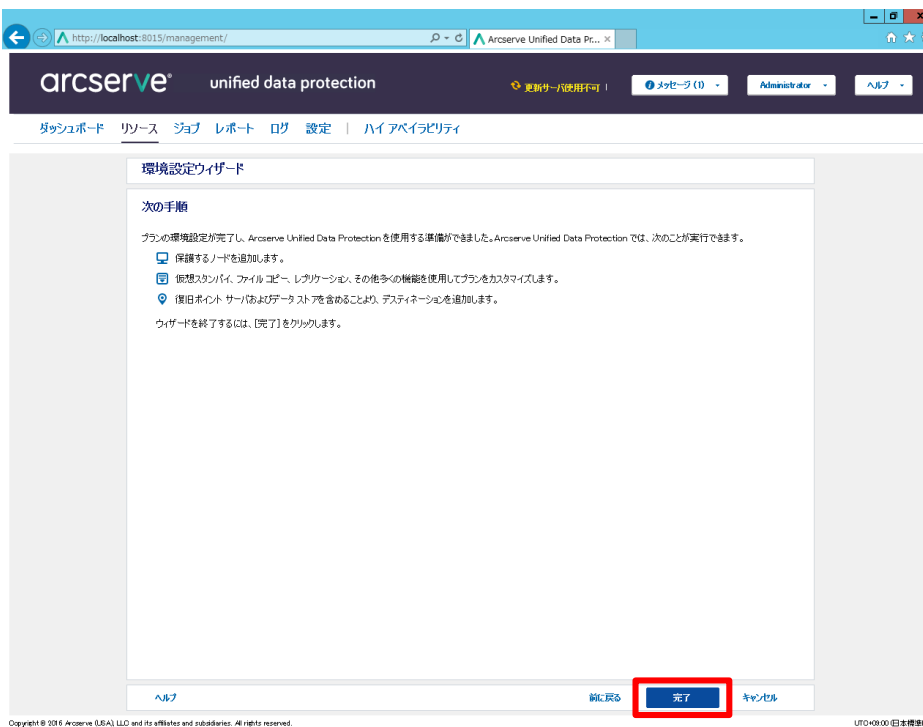 http://localhost:8015/management/
Arcserve Unified Data Pr... ×
arcserve® unified data protection
更新サーバ使用不可 | メッセージ (1) Administrator ヘルプ
ダッシュボード リソース ジョブ レポート ログ 設定 | ハイ アベイラビリティ
環境設定ウィザード
次の手順
プランの環境設定が完了し、Arcserve Unified Data Protection を使用する準備ができました。Arcserve Unified Data Protection では、次のことが実行できます。
保護するノードを追加します。
仮想スタンバイ、ファイル コピー、レプリケーション、その他多くの機能を使用してプランをカスタマイズします。
復旧ポイント サーバおよびデータ ストアを含めることより、デスティネーションを追加します。
ウィザードを終了するには、[完了] をクリックします。
ヘルプ 前に戻る 完了 キャンセル
Copyright © 2016 Arcserve (USA), LLC and its affiliates and subsidiaries. All rights reserved.
UTC+09:00 (日本標準